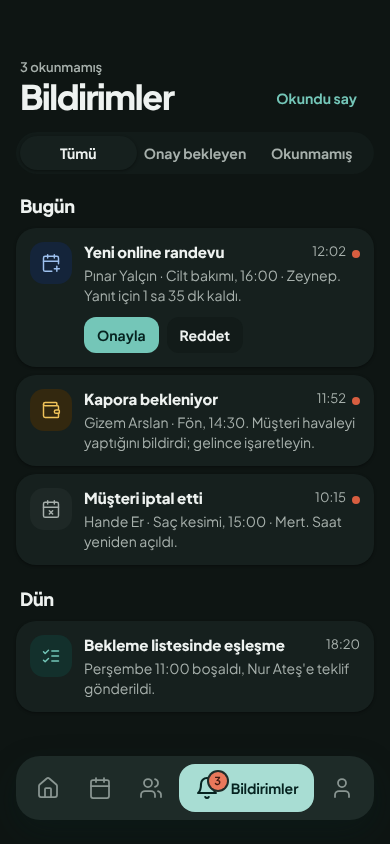 3 okunmamış
Bildirimler
Okundu say
Tümü
Onay bekleyen
Okunmamış
Bugün
Yeni online randevu
12:02
Pınar Yalçın · Cilt bakımı, 16:00 · Zeynep.
Yanıt için 1 sa 35 dk kaldı.
Onayla
Reddet
Kapora bekleniyor
11:52
Gizem Arslan · Fön, 14:30. Müşteri havaleyi
yaptığını bildirdi; gelince işaretleyin.
Müşteri iptal etti
10:15
Hande Er · Saç kesimi, 15:00 · Mert. Saat
yeniden açıldı.
Dün
Bekleme listesinde eşleşme
18:20
Perşembe 11:00 boşaldı, Nur Ateş'e teklif
gönderildi.
3
Bildirimler